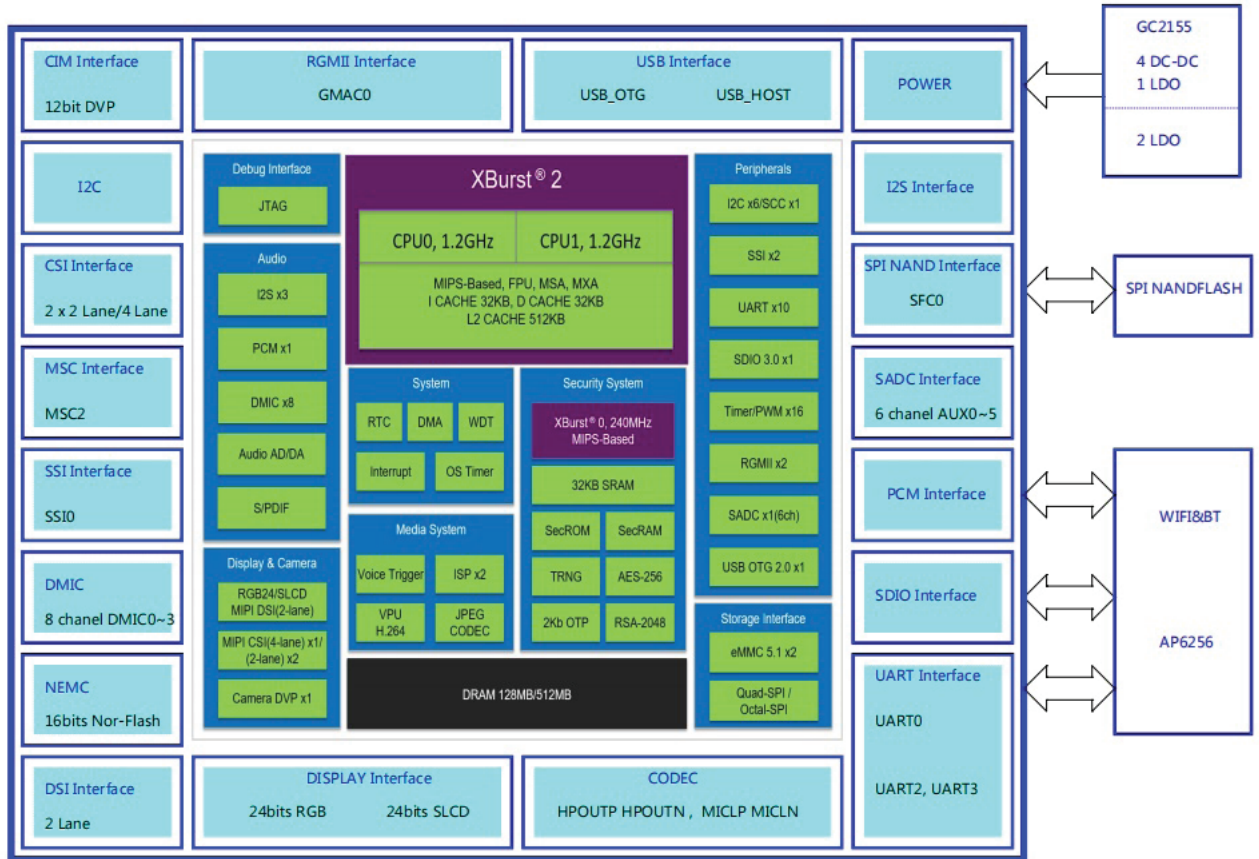 CIM Interface
12bit DVP
RGMII Interface
GMAC0
USB Interface
USB_OTG USB_HOST
POWER
GC2155
4 DC-DC
1 LDO
2 LDO
I2C
CSI Interface
2 x 2 Lane/4 Lane
MSC Interface
MSC2
SSI Interface
SSI0
DMIC
8 chanel DMIC0~3
NEMC
16bits Nor-Flash
DSI Interface
2 Lane
Debug Interface
JTAG
Audio
I2S x3
PCM x1
DMIC x8
Audio AD/DA
S/PDIF
Display & Camera
RGB24/SLCD
MIPI DSI(2-lane)
MIPI CSI(4-lane) x1/
(2-lane) x2
Camera DVP x1
XBurst® 2
CPU0, 1.2GHz CPU1, 1.2GHz
MIPS-Based, FPU, MSA, MXA
I CACHE 32KB, D CACHE 32KB
L2 CACHE 512KB
System
RTC DMA WDT
Interrupt OS Timer
Media System
Voice Trigger ISP x2
VPU
H.264
JPEG
CODEC
Security System
XBurst® 0, 240MHz
MIPS-Based
32KB SRAM
SecROM SecRAM
TRNG AES-256
2Kb OTP RSA-2048
DRAM 128MB/512MB
Peripherals
I2C x6/SCC x1
SSI x2
UART x10
SDIO 3.0 x1
Timer/PWM x16
RGMII x2
SADC x1(6ch)
USB OTG 2.0 x1
Storage Interface
eMMC 5.1 x2
Quad-SPI /
Octal-SPI
I2S Interface
SPI NAND Interface
SFC0
SPI NANDFLASH
SADC Interface
6 chanel AUX0~5
PCM Interface
SDIO Interface
UART Interface
UART0
UART2, UART3
WIFI&BT
AP6256
DISPLAY Interface
24bits RGB 24bits SLCD
CODEC
HPOUTP HPOUTN , MICLP MICLN